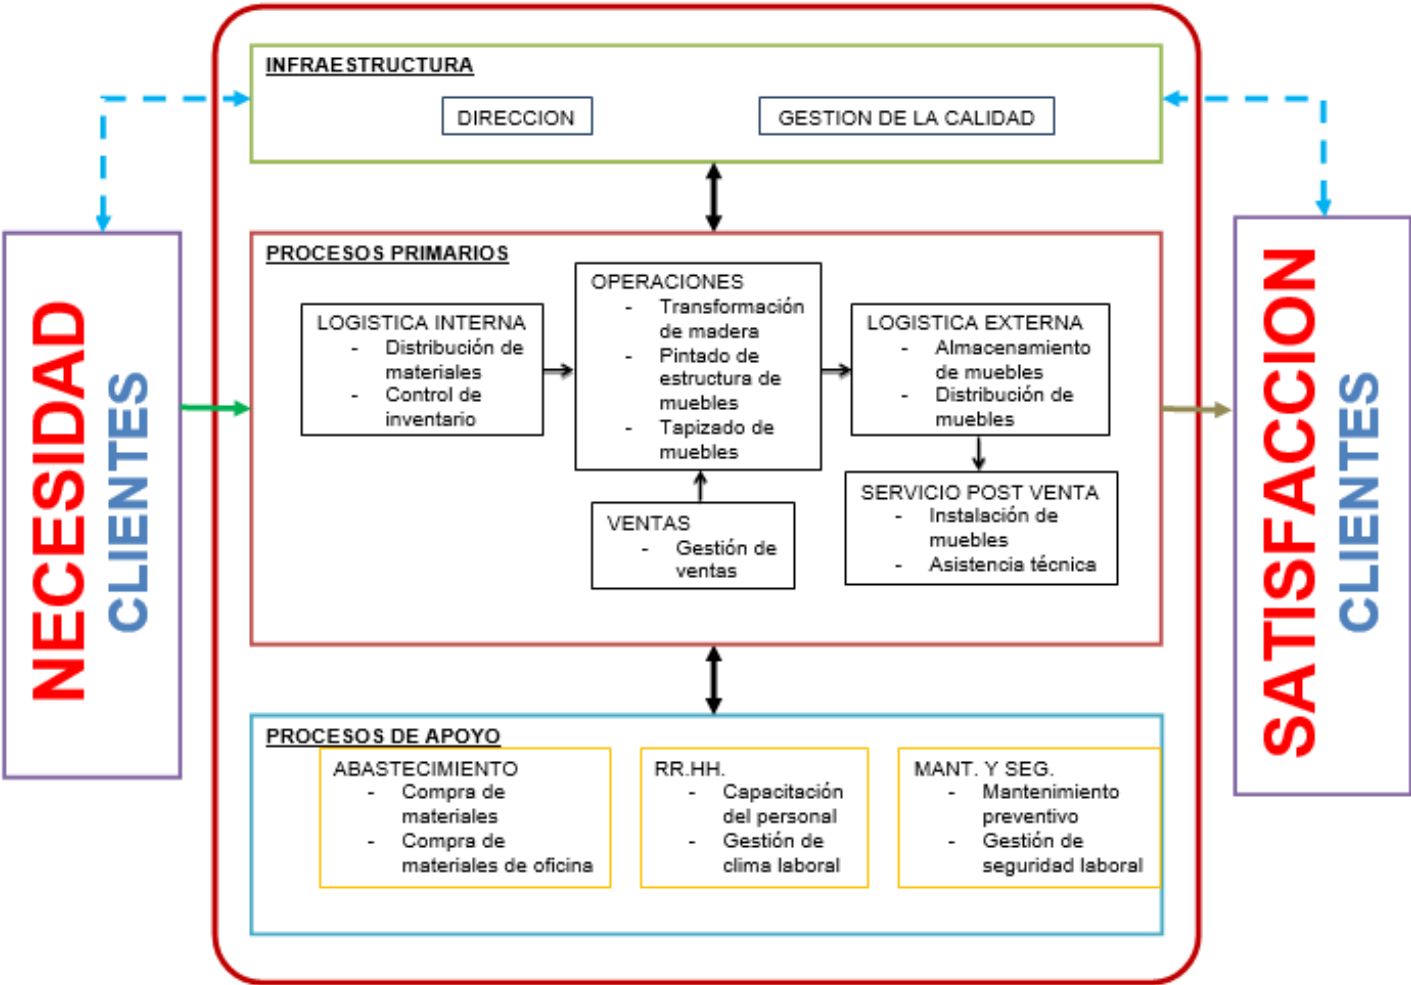 INFRAESTRUCTURA
DIRECCION
GESTION DE LA CALIDAD
NECESIDAD
CLIENTES
PROCESOS PRIMARIOS
LOGISTICA INTERNA
- Distribución de
materiales
- Control de
inventario
OPERACIONES
- Transformación
de madera
- Pintado de
estructura de
muebles
- Tapizado de
muebles
LOGISTICA EXTERNA
- Almacenamiento
de muebles
- Distribución de
muebles
VENTAS
- Gestión de
ventas
SERVICIO POST VENTA
- Instalación de
muebles
- Asistencia técnica
SATISFACCION
CLIENTES
PROCESOS DE APOYO
ABASTECIMIENTO
- Compra de
materiales
- Compra de
materiales de oficina
RR.HH.
- Capacitación
del personal
- Gestión de
clima laboral
MANT. Y SEG.
- Mantenimiento
preventivo
- Gestión de
seguridad laboral